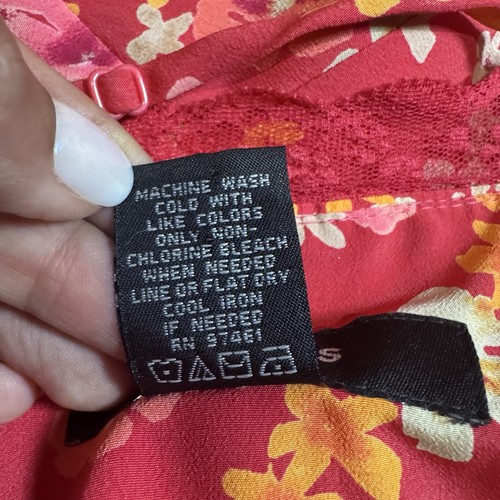 MACHINE WASH
COLD WITH
LIKE COLORS
ONLY NON-
CHLORINE BLEACH
WHEN NEEDED
LINE OR FLAT DRY
COOL IRON
IF NEEDED
RN 97461
S